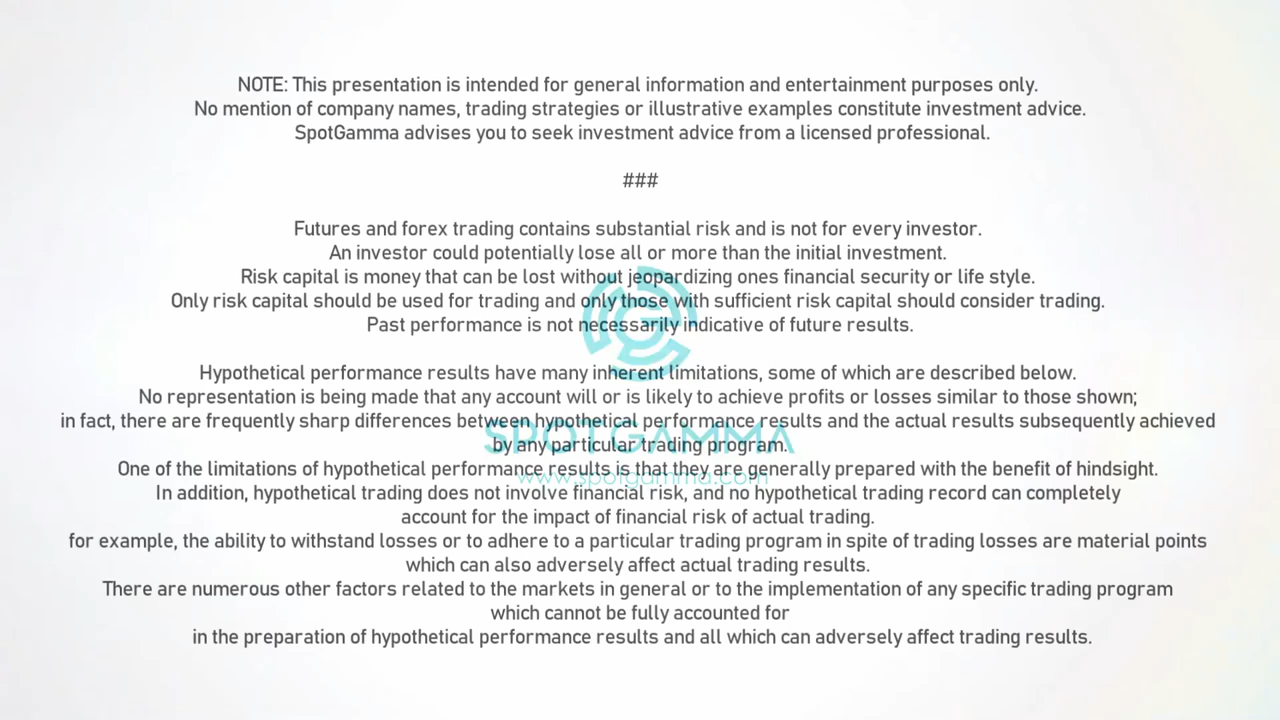 NOTE: This presentation is intended for general information and entertainment purposes only.
No mention of company names, trading strategies or illustrative examples constitute investment advice.
SpotGamma advises you to seek investment advice from a licensed professional.
###
Futures and forex trading contains substantial risk and is not for every investor.
An investor could potentially lose all or more than the initial investment.
Risk capital is money that can be lost without jeopardizing ones financial security or life style.
Only risk capital should be used for trading and only those with sufficient risk capital should consider trading.
Past performance is not necessarily indicative of future results.
Hypothetical performance results have many inherent limitations, some of which are described below.
No representation is being made that any account will or is likely to achieve profits or losses similar to those shown;
in fact, there are frequently sharp differences between hypothetical performance results and the actual results subsequently achieved
SPOTGAMMA
by any particular trading program.
One of the limitations of hypothetical performance results is that they are generally prepared with the benefit of hindsight.
www.spotgamma.com
In addition, hypothetical trading does not involve financial risk, and no hypothetical trading record can completely
account for the impact of financial risk of actual trading.
for example, the ability to withstand losses or to adhere to a particular trading program in spite of trading losses are material points
which can also adversely affect actual trading results.
There are numerous other factors related to the markets in general or to the implementation of any specific trading program
which cannot be fully accounted for
in the preparation of hypothetical performance results and all which can adversely affect trading results.